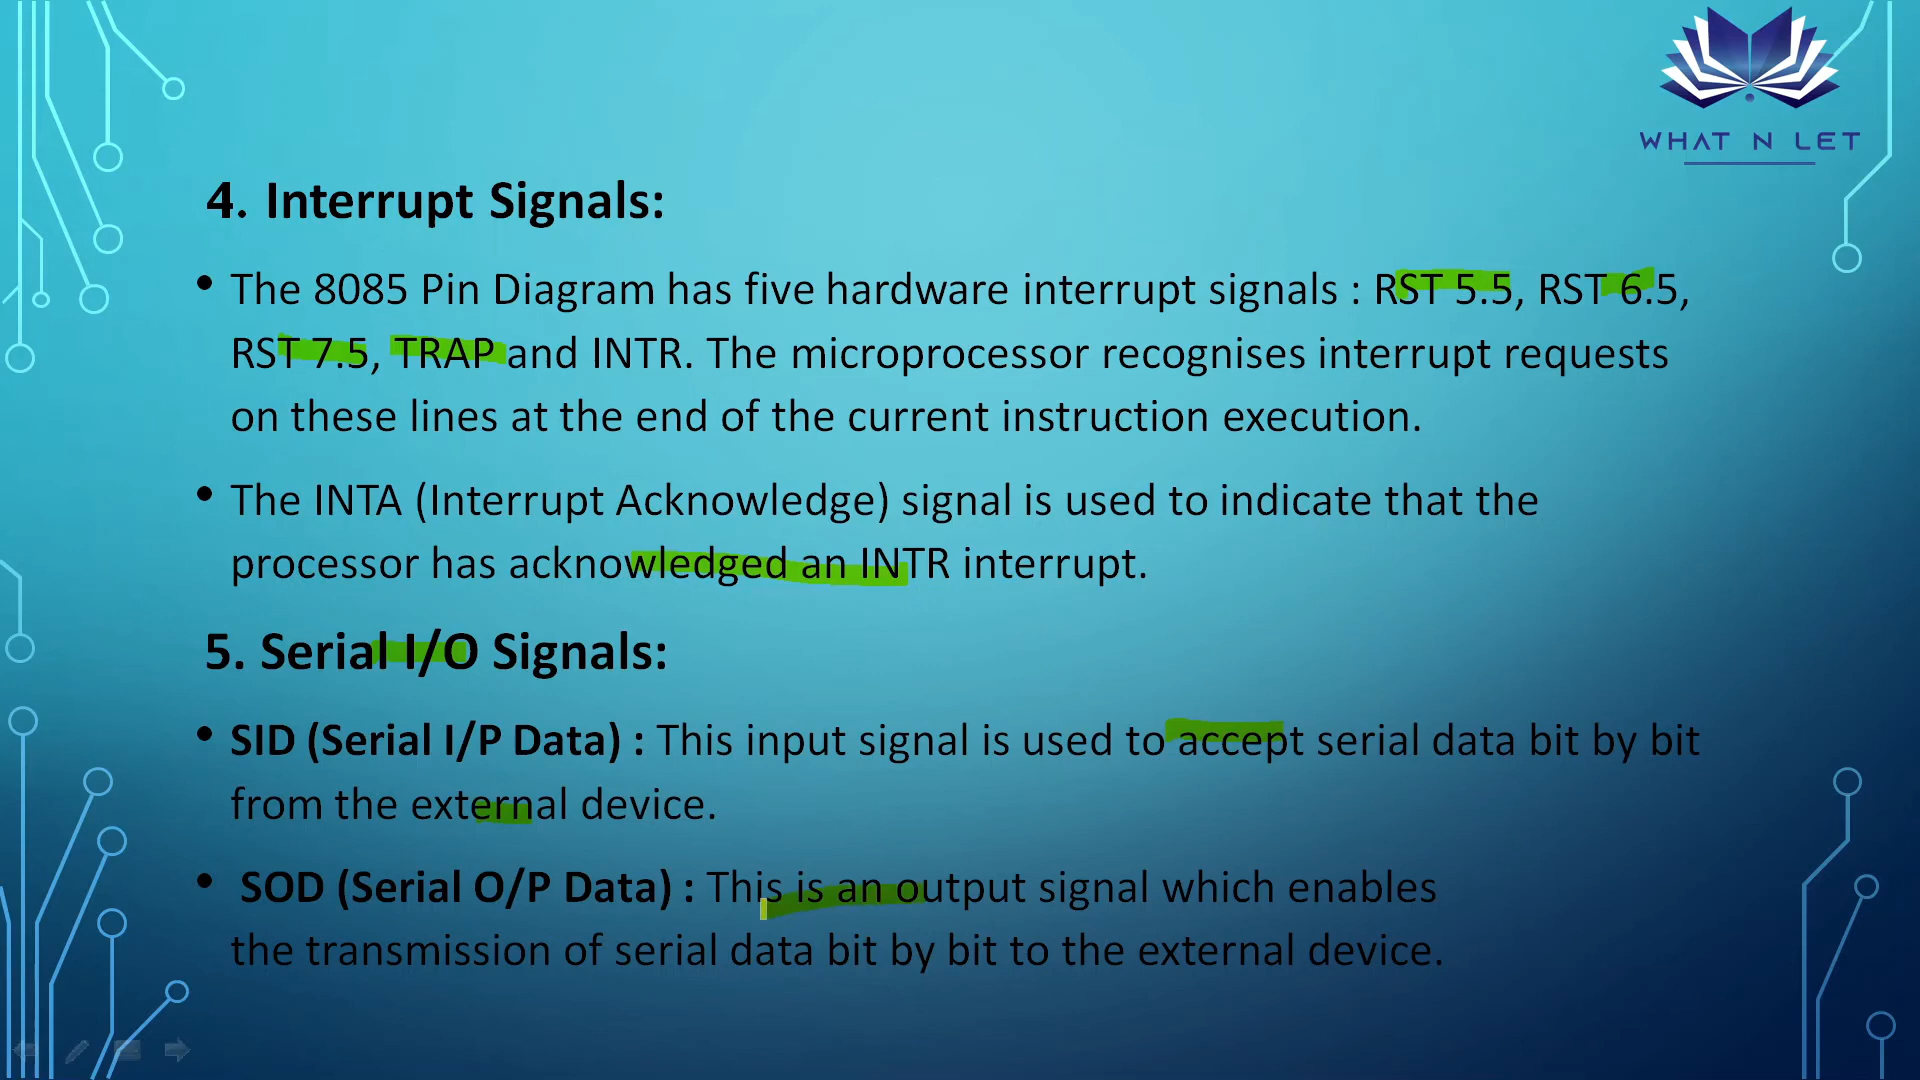 WHAT N LET
4. Interrupt Signals:
• The 8085 Pin Diagram has five hardware interrupt signals : RST 5.5, RST 6.5,
RST 7.5, TRAP and INTR. The microprocessor recognises interrupt requests
on these lines at the end of the current instruction execution.
• The INTA (Interrupt Acknowledge) signal is used to indicate that the
processor has acknowledged an INTR interrupt.
5. Serial I/O Signals:
• SID (Serial I/P Data) : This input signal is used to accept serial data bit by bit
from the external device.
• SOD (Serial O/P Data) : This is an output signal which enables
the transmission of serial data bit by bit to the external device.